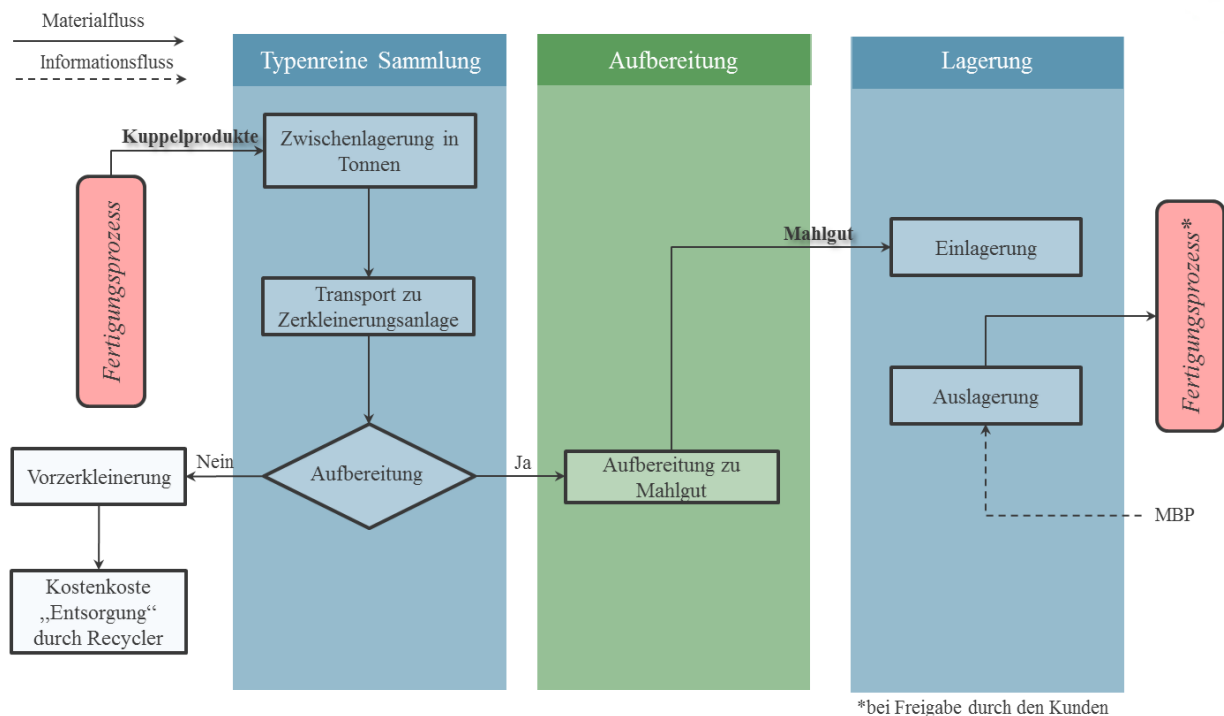 Materialfluss
Informationsfluss
Typenreine Sammlung
Aufbereitung
Lagerung
Kuppelprodukte
Zwischenlagerung in
Tonnen
Fertigungsprozess
Transport zu
Zerkleinerungsanlage
Mahlgut
Einlagerung
Fertigungsprozess*
Auslagerung
Vorzerkleinerung
Nein
Aufbereitung
Ja
Aufbereitung zu
Mahlgut
MBP
Kostenkoste
„Entsorgung“
durch Recycler
*bei Freigabe durch den Kunden